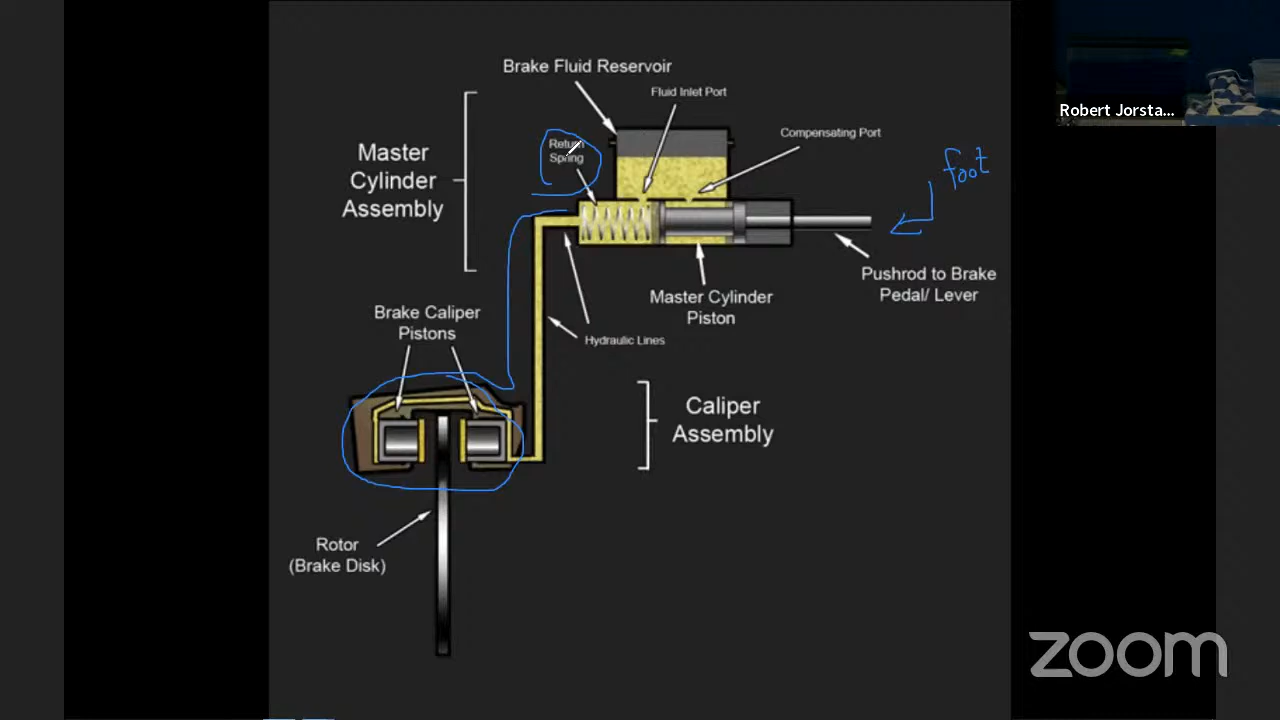 Brake Fluid Reservoir
Fluid Inlet Port
Robert Jorsta...
Compensating Port
Return
Spring
Master
Cylinder
Assembly
foot
Pushrod to Brake
Pedal/ Lever
Master Cylinder
Piston
Brake Caliper
Pistons
Hydraulic Lines
Caliper
Assembly
Rotor
(Brake Disk)
zoom